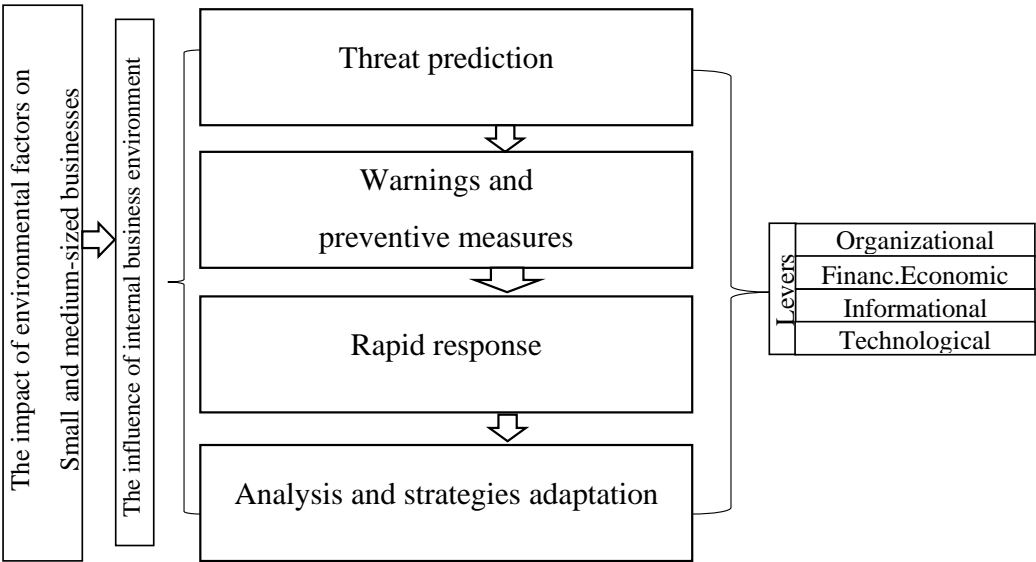 The impact of environmental factors on
Small and medium-sized businesses
The influence of internal business environment
Threat prediction
Warnings and
preventive measures
Rapid response
Analysis and strategies adaptation
Levers
Organizational
Financ.Economic
Informational
Technological